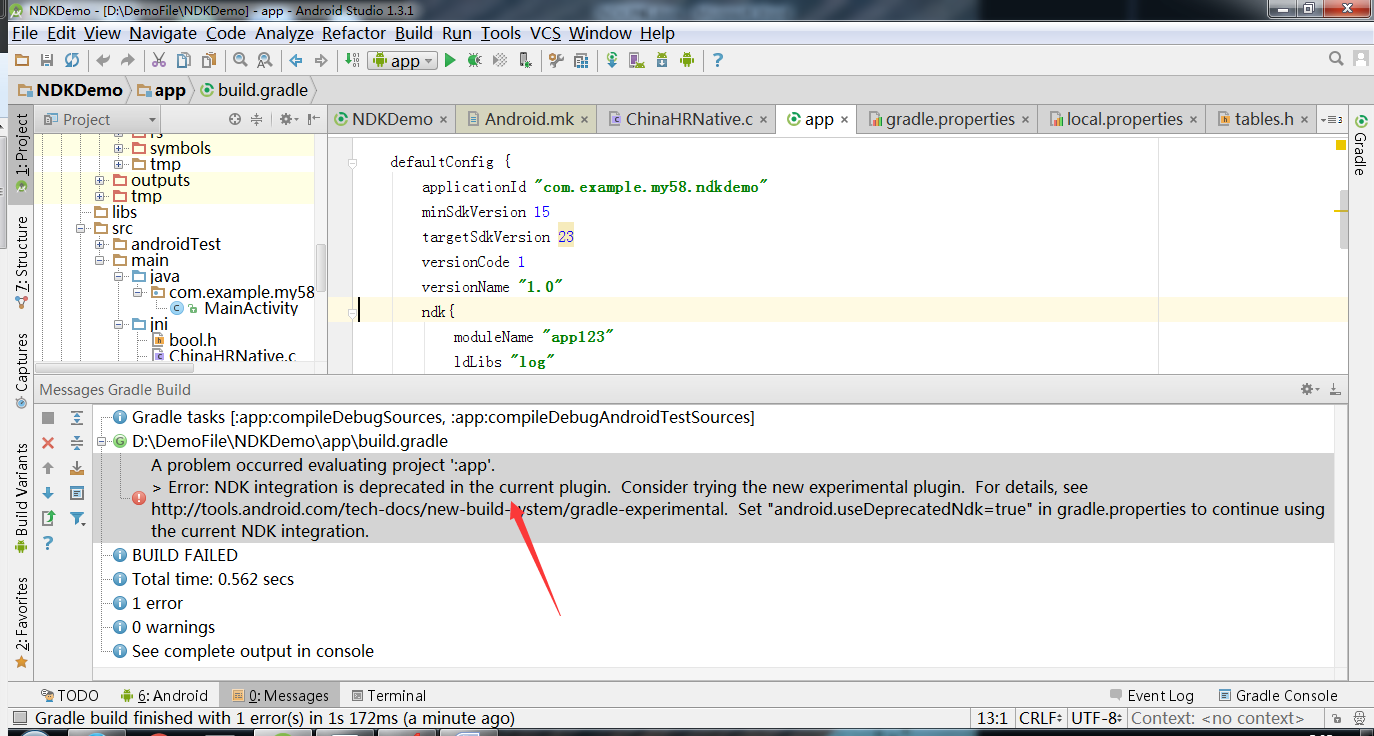 NDKDemo - [D:\DemoFile\NDKDemo] - app - Android Studio 1.3.1
File Edit View Navigate Code Analyze Refactor Build Run Tools VCS Window Help
app
NDKDemo app build.gradle
Project
NDKDemo Android.mk ChinaHRNative.c app gradle.properties local.properties tables.h
3
1: Project
7: Structure
Captures
Build Variants
2: Favorites
Gradle
symbols
tmp
outputs
tmp
libs
src
androidTest
main
java
com.example.my58
MainActivity
jni
bool.h
ChinaHRNative.c
defaultConfig {
applicationId "com.example.my58.ndkdemo"
minSdkVersion 15
targetSdkVersion 23
versionCode 1
versionName "1.0"
ndk{
moduleName "app123"
ldLibs "log"
Messages Gradle Build
Gradle tasks [:app:compileDebugSources, :app:compileDebugAndroidTestSources]
D:\DemoFile\NDKDemo\app\build.gradle
A problem occurred evaluating project ':app'.
> Error: NDK integration is deprecated in the current plugin.  Consider trying the new experimental plugin.  For details, see
http://tools.android.com/tech-docs/new-build-system/gradle-experimental.  Set "android.useDeprecatedNdk=true" in gradle.properties to continue using
the current NDK integration.
BUILD FAILED
Total time: 0.562 secs
1 error
0 warnings
See complete output in console
TODO 6: Android 0: Messages Terminal Event Log Gradle Console
Gradle build finished with 1 error(s) in 1s 172ms (a minute ago) 13:1 CRLF UTF-8 Context: <no context>